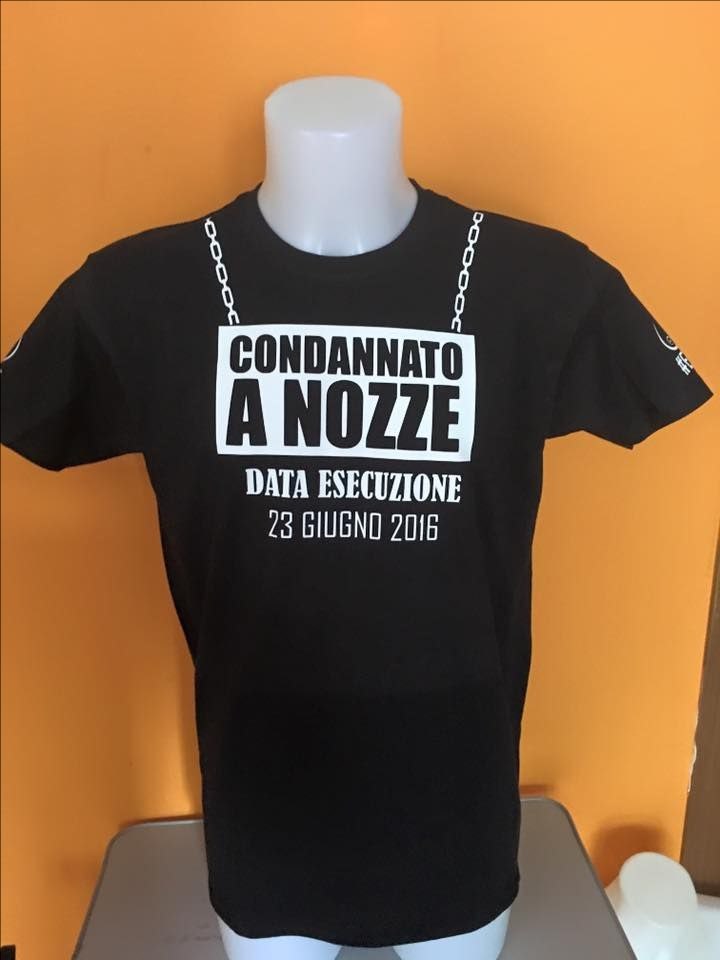 CONDANNATO
A NOZZE
DATA ESECUZIONE
23 GIUGNO 2016